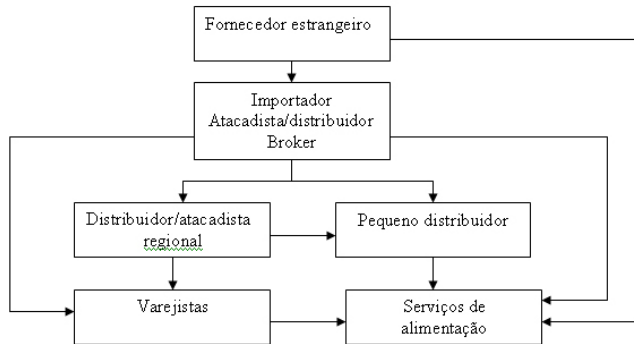 Fornecedor estrangeiro
Importador
Atacadista/distribuidor
Broker
Distribuidor/atacadista
regional
Pequeno distribuidor
Varejistas
Serviços de
alimentação